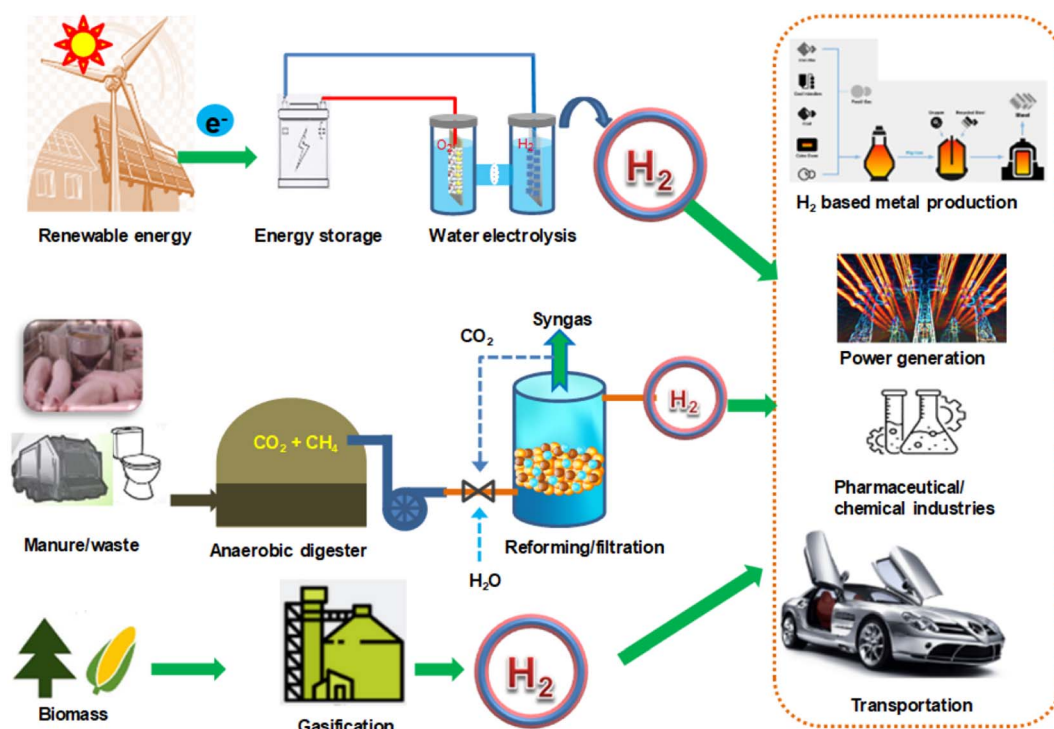 e-
O₂
H₂
H₂
Renewable energy
Energy storage
Water electrolysis
H₂ based metal production
Power generation
Syngas
CO₂
H₂
CO₂ + CH₄
Pharmaceutical/
chemical industries
Manure/waste
Anaerobic digester
Reforming/filtration
H₂O
H₂
Biomass
Gasification
Transportation